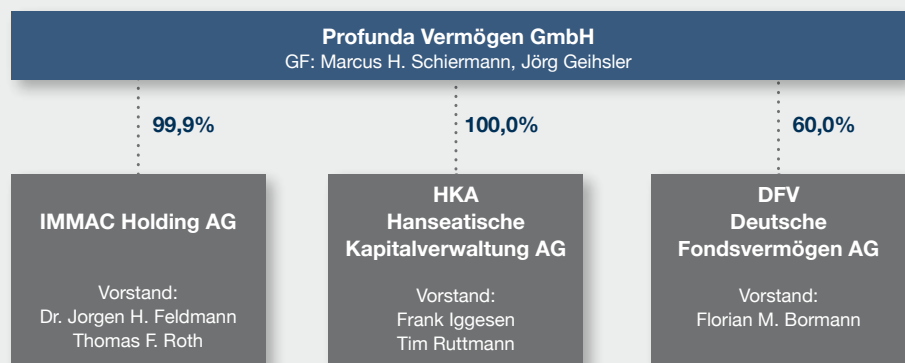 Profunda Vermögen GmbH
GF: Marcus H. Schiermann, Jörg Geihsler
99,9%
100,0%
60,0%
IMMAC Holding AG
Vorstand:
Dr. Jorgen H. Feldmann
Thomas F. Roth
HKA
Hanseatische
Kapitalverwaltung AG
Vorstand:
Frank Iggesen
Tim Ruttmann
DFV
Deutsche
Fondsvermögen AG
Vorstand:
Florian M. Bormann